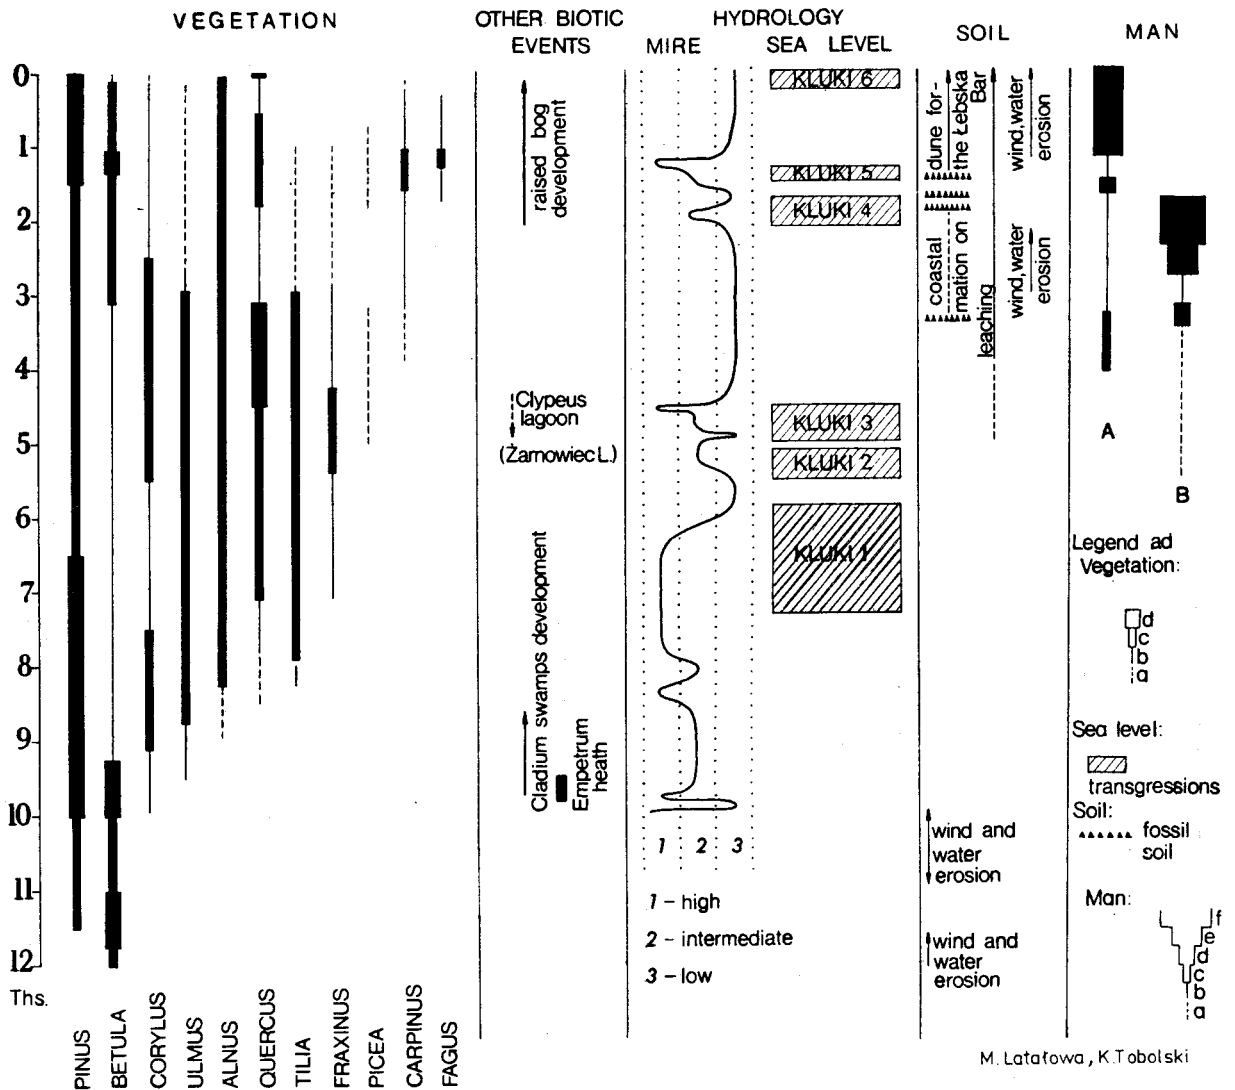 VEGETATION
OTHER BIOTIC
EVENTS
HYDROLOGY
MIRE
SEA LEVEL
SOIL
MAN
0
1
2
3
4
5
6
7
8
9
10
11
12
Ths.
PINUS
BETULA
CORYLUS
ULMUS
ALNUS
QUERCUS
TILIA
FRAXINUS
PICEA
CARPINUS
FAGUS
raised bog
development
Clypeus
lagoon
(Żarnowiec L.)
Cladium swamps development
Empetrum
heath
1 2 3
1 - high
2 - intermediate
3 - low
KLUKI 6
KLUKI 5
KLUKI 4
KLUKI 3
KLUKI 2
KLUKI 1
dune for-
the Łebska
Bar
coastal
mation on
leaching
wind, water
erosion
wind, water
erosion
wind and
water
erosion
wind and
water
erosion
A
B
Legend ad
Vegetation:
d
c
b
a
Sea level:
transgressions
Soil:
fossil
soil
Man:
f
e
d
c
b
a
M. Latałowa, K. Tobolski